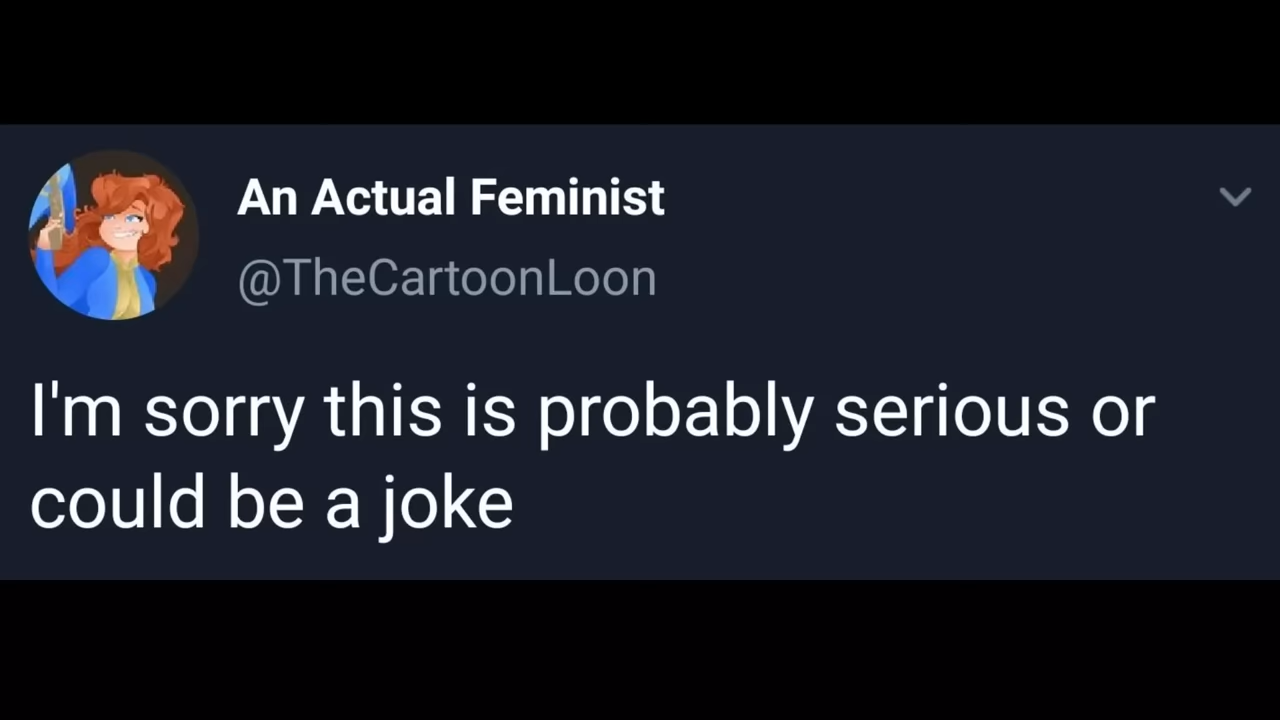 An Actual Feminist
@TheCartoonLoon
I'm sorry this is probably serious or
could be a joke